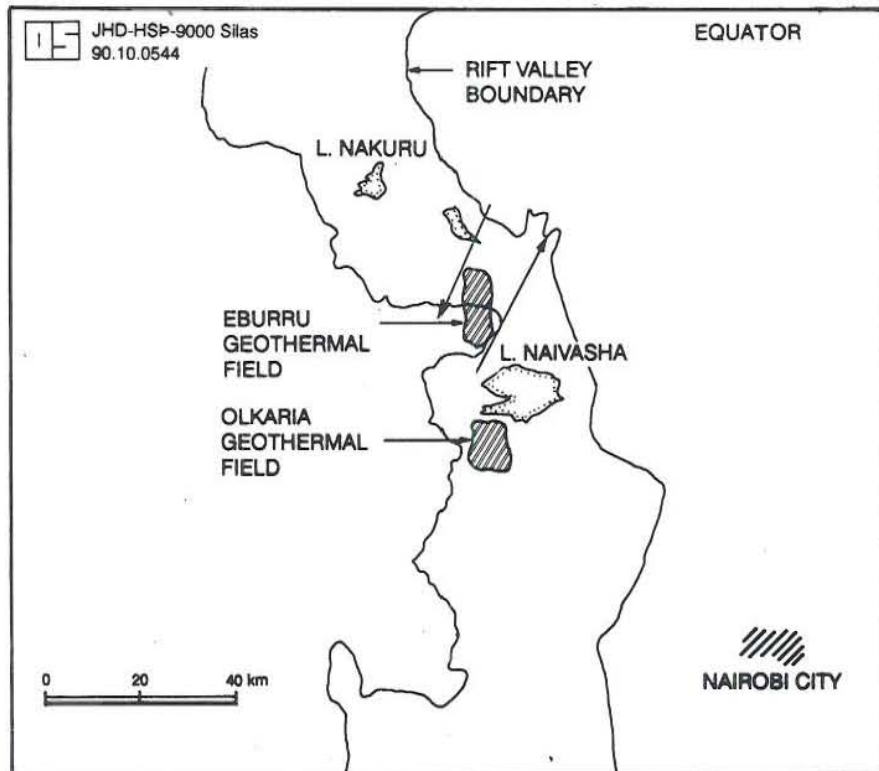 JHD-HSÞ-9000 Silas
90.10.0544
EQUATOR
RIFT VALLEY
BOUNDARY
L. NAKURU
EBURRU
GEOTHERMAL
FIELD
L. NAIVASHA
OLKARIA
GEOTHERMAL
FIELD
0 20 40 km
NAIROBI CITY